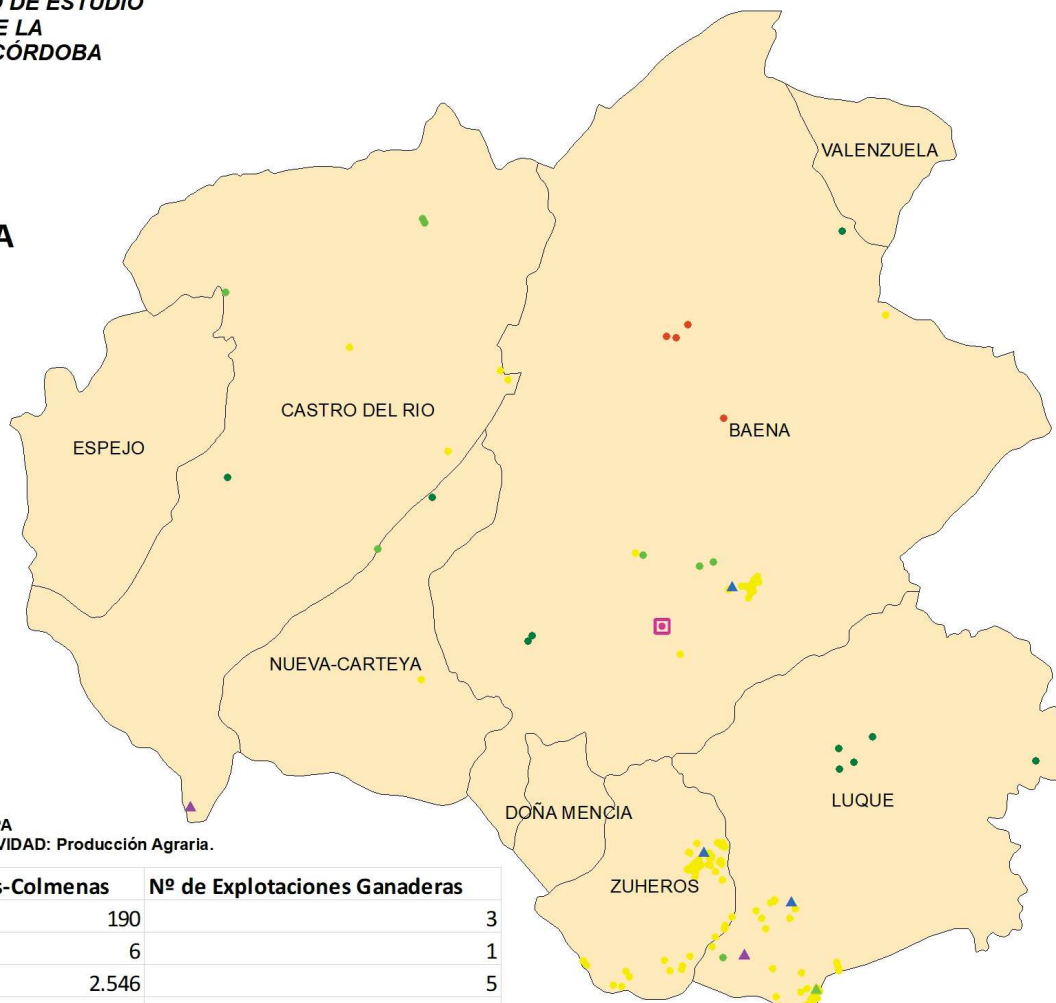 DE ESTUDIO
E LA
CÓRDOBA
VALENZUELA
A
CASTRO DEL RIO
BAENA
ESPEJO
NUEVA-CARTEYA
LUQUE
DOÑA MENCIA
ZUHEROS
PA
VIDAD: Producción Agraria.
s-Colmenas Nº de Explotaciones Ganaderas
190 3
6 1
2.546 5